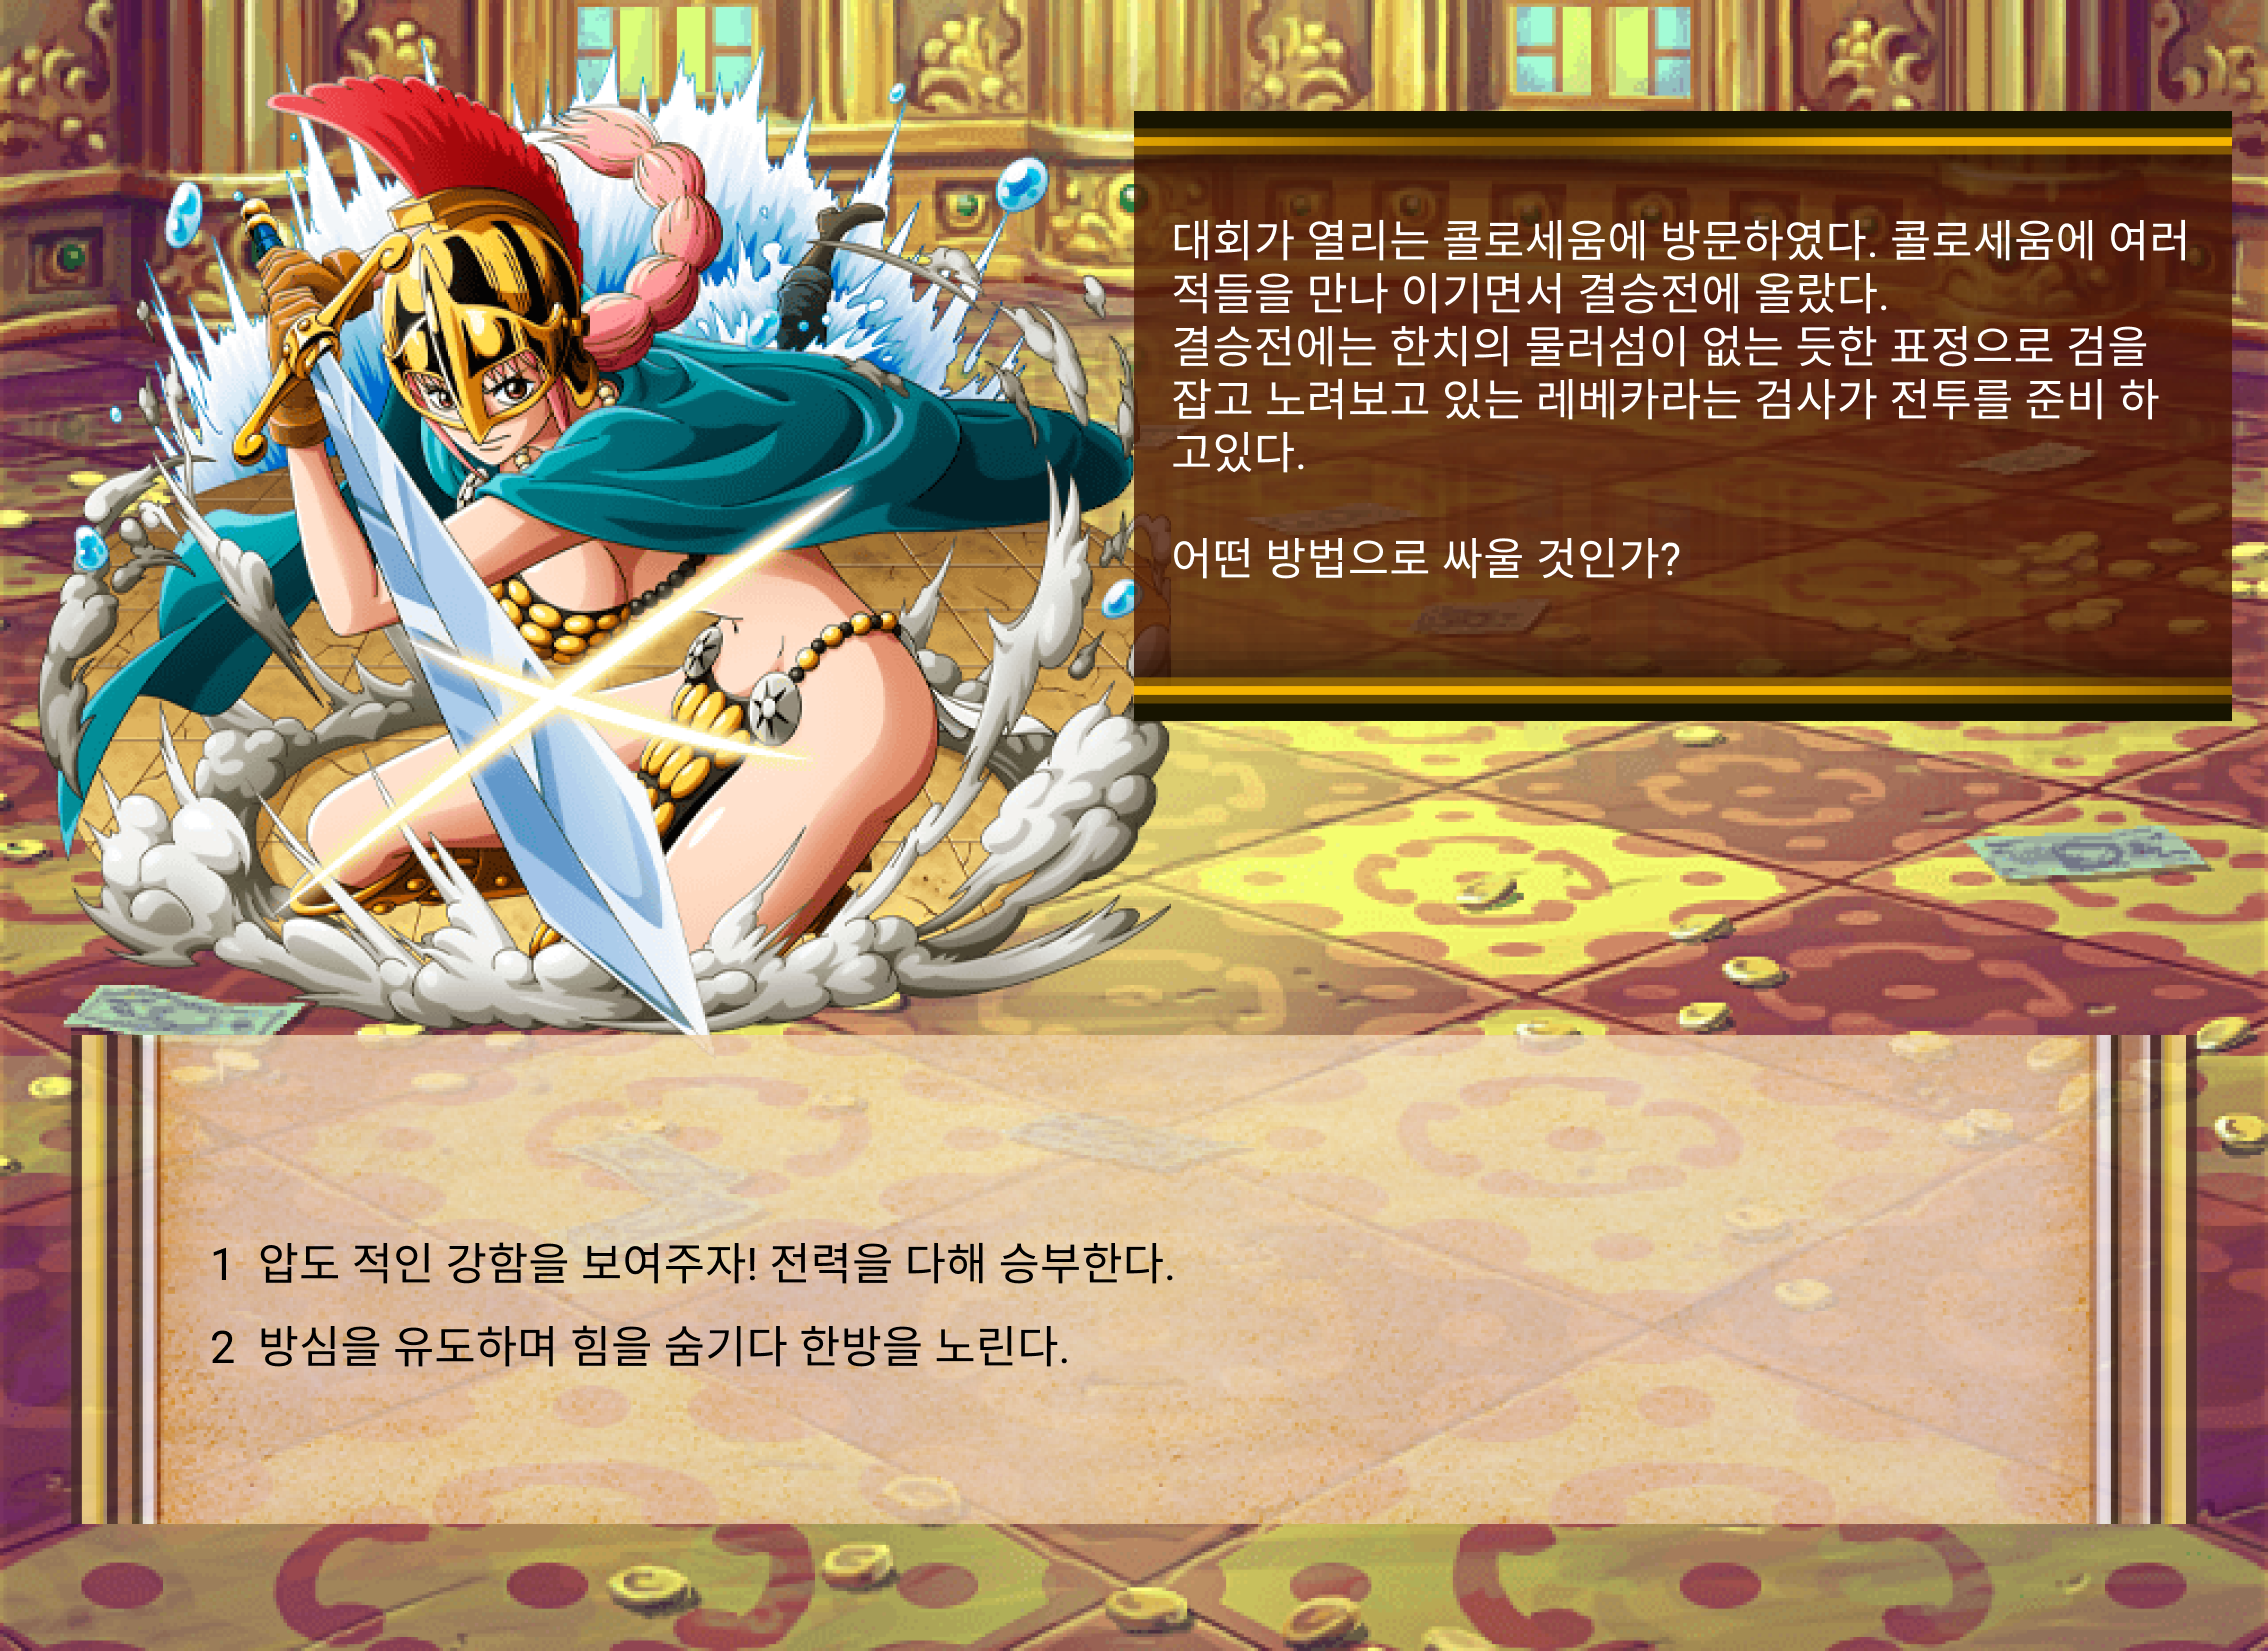 대회가 열리는 콜로세움에 방문하였다. 콜로세움에 여러
적들을 만나 이기면서 결승전에 올랐다.
결승전에는 한치의 물러섬이 없는 듯한 표정으로 검을
잡고 노려보고 있는 레베카라는 검사가 전투를 준비 하
고있다.
어떤 방법으로 싸울 것인가?
1 압도 적인 강함을 보여주자! 전력을 다해 승부한다.
2 방심을 유도하며 힘을 숨기다 한방을 노린다.